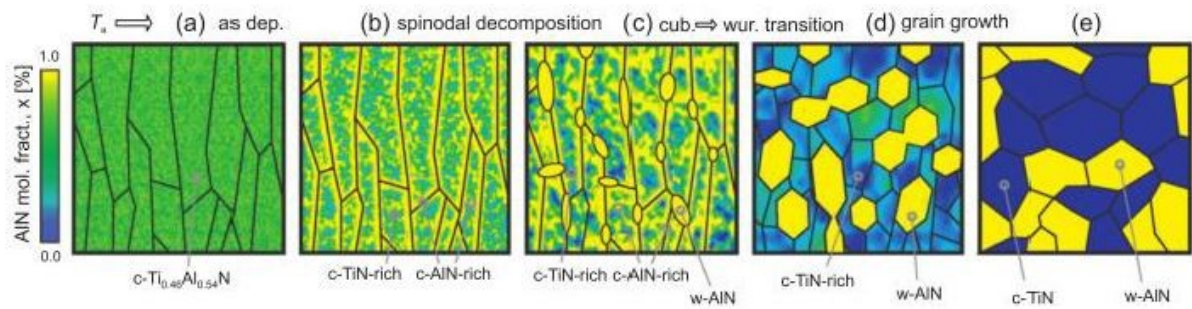 Tₐ ⟹ (a) as dep. (b) spinodal decomposition (c) cub.⟹ wur. transition (d) grain growth (e)
1.0
AlN mol. fract., x [%]
0.0
c-Ti₀.₄₆Al₀.₅₄N
c-TiN-rich c-AlN-rich
c-TiN-rich c-AlN-rich
w-AlN
c-TiN-rich
w-AlN
c-TiN
w-AlN